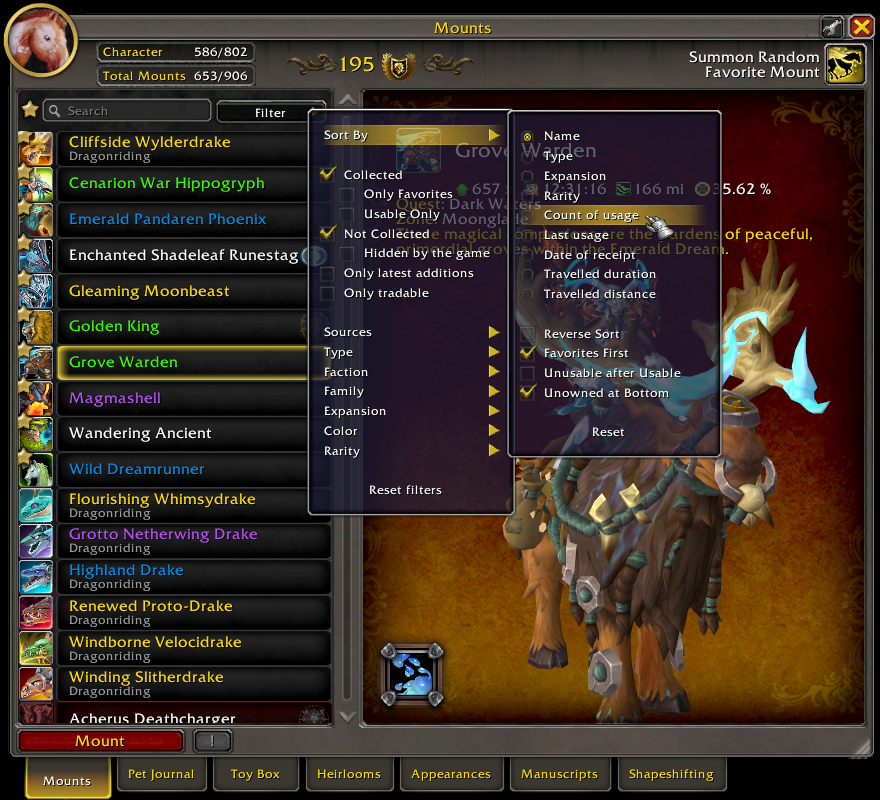 Mounts
Character 586/802
Total Mounts 653/906
195
Summon Random
Favorite Mount
Search
Filter
Cliffside Wylderdrake
Dragonriding
Cenarion War Hippogryph
Emerald Pandaren Phoenix
Enchanted Shadeleaf Runestag
Gleaming Moonbeast
Golden King
Grove Warden
Magmashell
Wandering Ancient
Wild Dreamrunner
Flourishing Whimsydrake
Dragonriding
Grotto Netherwing Drake
Dragonriding
Highland Drake
Dragonriding
Renewed Proto-Drake
Dragonriding
Windborne Velocidrake
Dragonriding
Winding Slitherdrake
Dragonriding
Acherus Deathcharger
Sort By
Collected
Only Favorites
Usable Only
Not Collected
Hidden by the game
Only latest additions
Only tradable
Sources
Type
Faction
Family
Expansion
Color
Rarity
Reset filters
Name
Type
Expansion
Rarity
Count of usage
Last usage
Date of receipt
Travelled duration
Travelled distance
Reverse Sort
Favorites First
Unusable after Usable
Unowned at Bottom
Reset
Grove Warden
657 12:31:16 166 mi 35.62 %
Quest: Dark Waters
Zone: Moonglade
of peaceful,
within the Emerald Dream.
Mount
!
Mounts
Pet Journal
Toy Box
Heirlooms
Appearances
Manuscripts
Shapeshifting